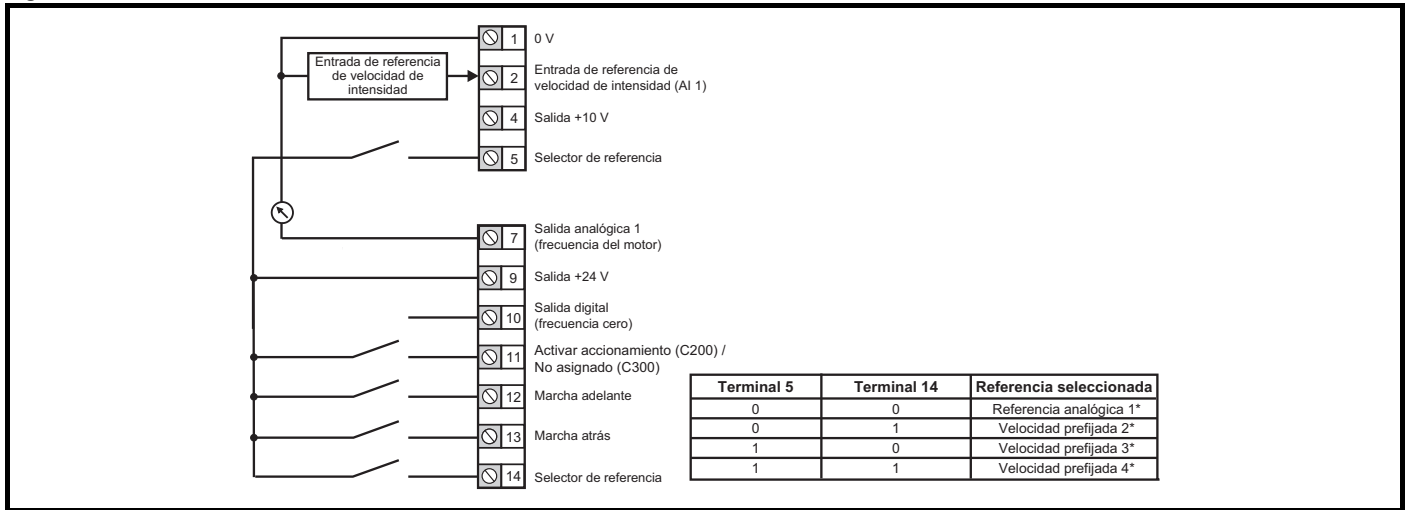 1 0 V
Entrada de referencia
de velocidad de
intensidad
2 Entrada de referencia de
velocidad de intensidad (AI 1)
4 Salida +10 V
5 Selector de referencia
7 Salida analógica 1
(frecuencia del motor)
9 Salida +24 V
10 Salida digital
(frecuencia cero)
11 Activar accionamiento (C200) /
No asignado (C300)
12 Marcha adelante
13 Marcha atrás
14 Selector de referencia
Terminal 5 Terminal 14 Referencia seleccionada
0 0 Referencia analógica 1*
0 1 Velocidad prefijada 2*
1 0 Velocidad prefijada 3*
1 1 Velocidad prefijada 4*